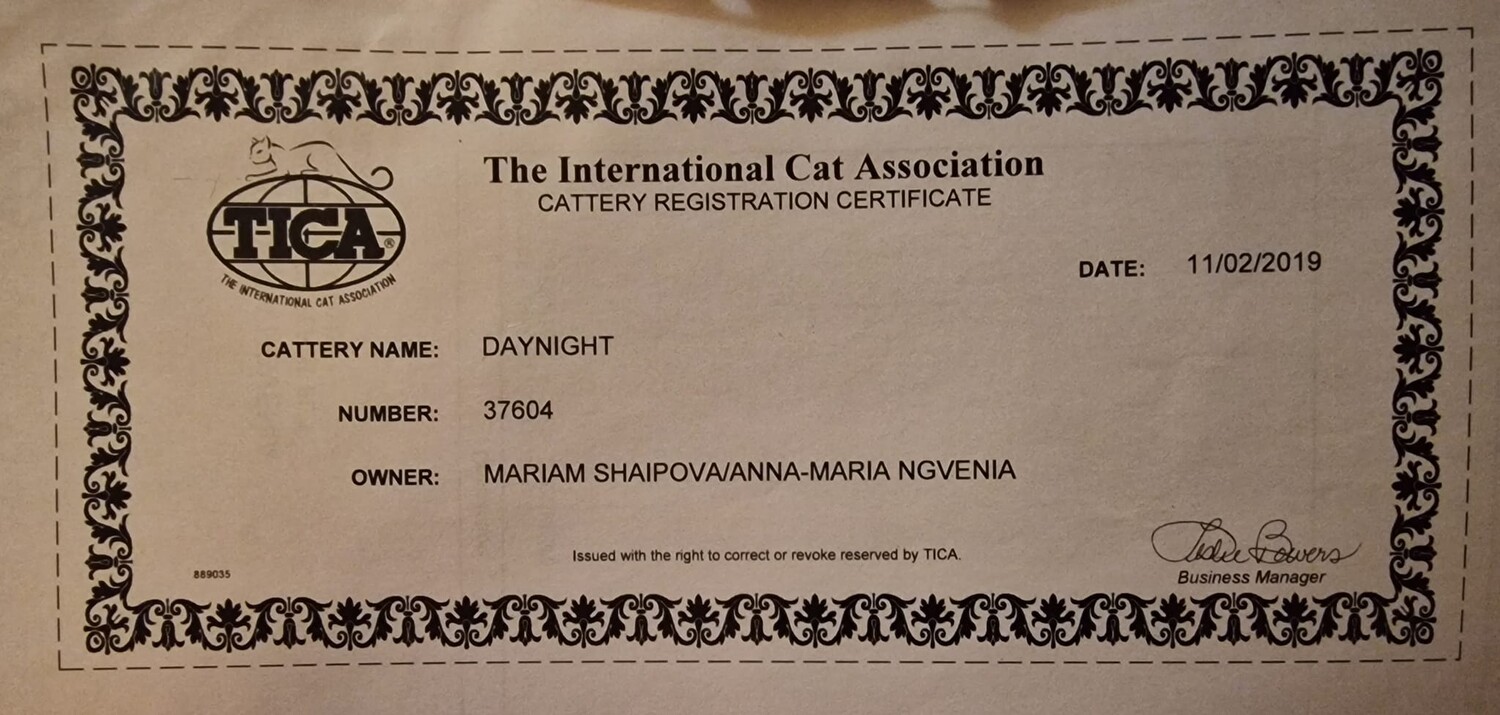 The International Cat Association
CATTERY REGISTRATION CERTIFICATE
TICA®
THE INTERNATIONAL CAT ASSOCIATION
DATE: 11/02/2019
CATTERY NAME: DAYNIGHT
NUMBER: 37604
OWNER: MARIAM SHAIPOVA/ANNA-MARIA NGVENIA
Issued with the right to correct or revoke reserved by TICA.
Leslie Bowers
Business Manager
889035